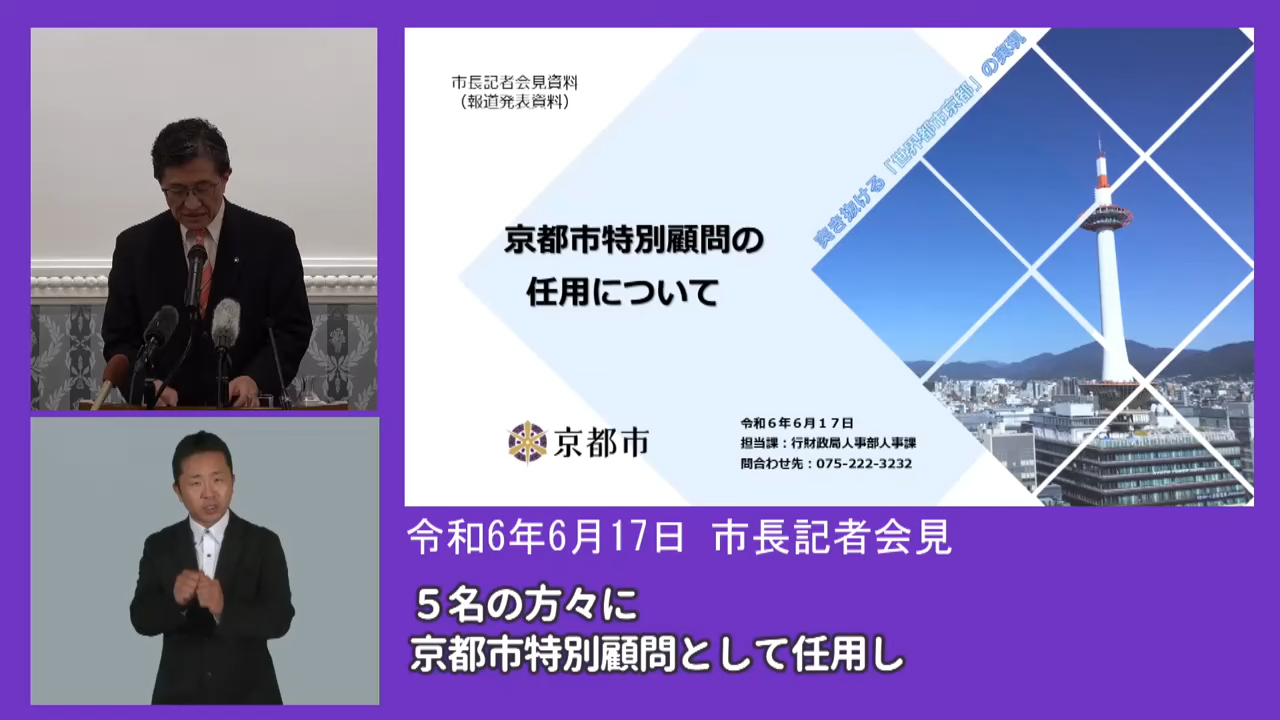 市長記者会見資料
（報道発表資料）
突き抜ける「世界都市京都」の実現
京都市特別顧問の
任用について
京都市
令和６年６月１７日
担当課：行財政局人事部人事課
問合わせ先：075-222-3232
令和6年6月17日 市長記者会見
５名の方々に
京都市特別顧問として任用し